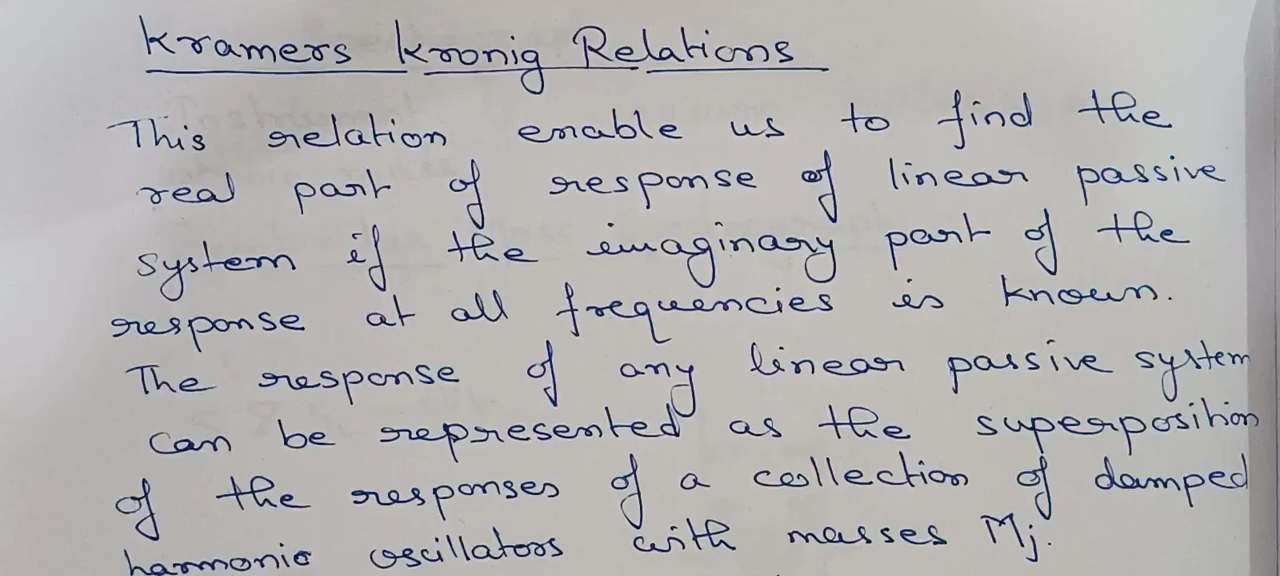 Kramers Kronig Relations
This relation enable us to find the
real part of response of linear passive
system if the imaginary part of the
response at all frequencies is known.
The response of any linear passive system
can be represented as the superposition
of the responses of a collection of damped
harmonic oscillators with masses Mj.